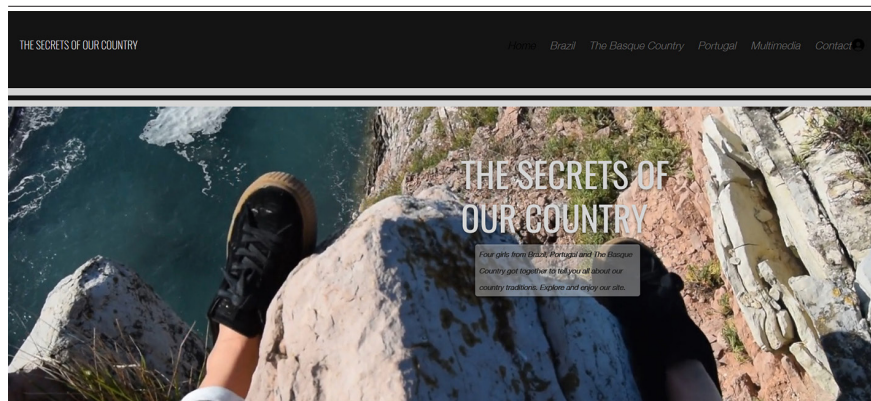 THE SECRETS OF OUR COUNTRY
Home Brazil The Basque Country Portugal Multimedia Contact
THE SECRETS OF
OUR COUNTRY
Four girls from Brazil, Portugal and The Basque
Country got together to tell you all about our
country traditions. Explore and enjoy our site.